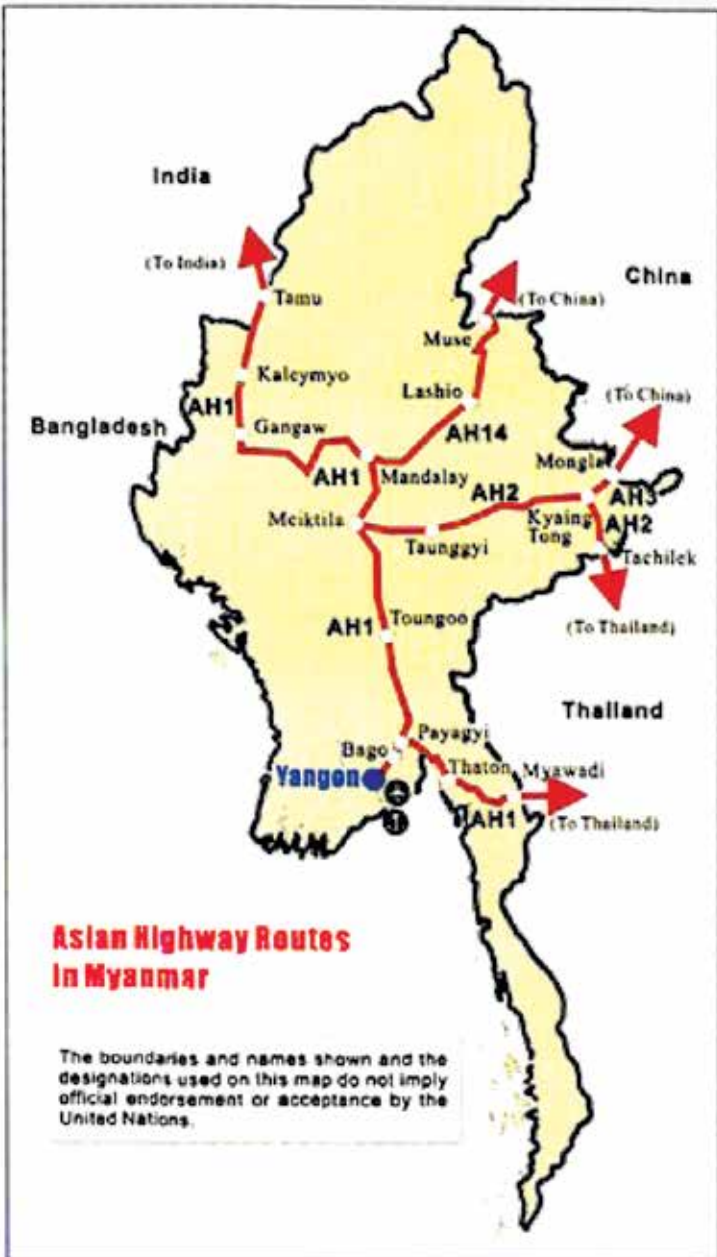 India
(To India)
Tamu
China
(To China)
Muse
Kaleymyo
Lashio
(To China)
AH1
Bangladesh
Gangaw
AH14
Mongla
AH1
Mandalay
AH2
AH3
Meiktila
Kyaing
Tong
AH2
Taunggyi
Tachilek
AH1
Toungoo
(To Thailand)
Thailand
Payagyi
Bago
Yangon
Thaton
Myawadi
AH1
(To Thailand)
Asian Highway Routes
in Myanmar
The boundaries and names shown and the
designations used on this map do not imply
official endorsement or acceptance by the
United Nations.